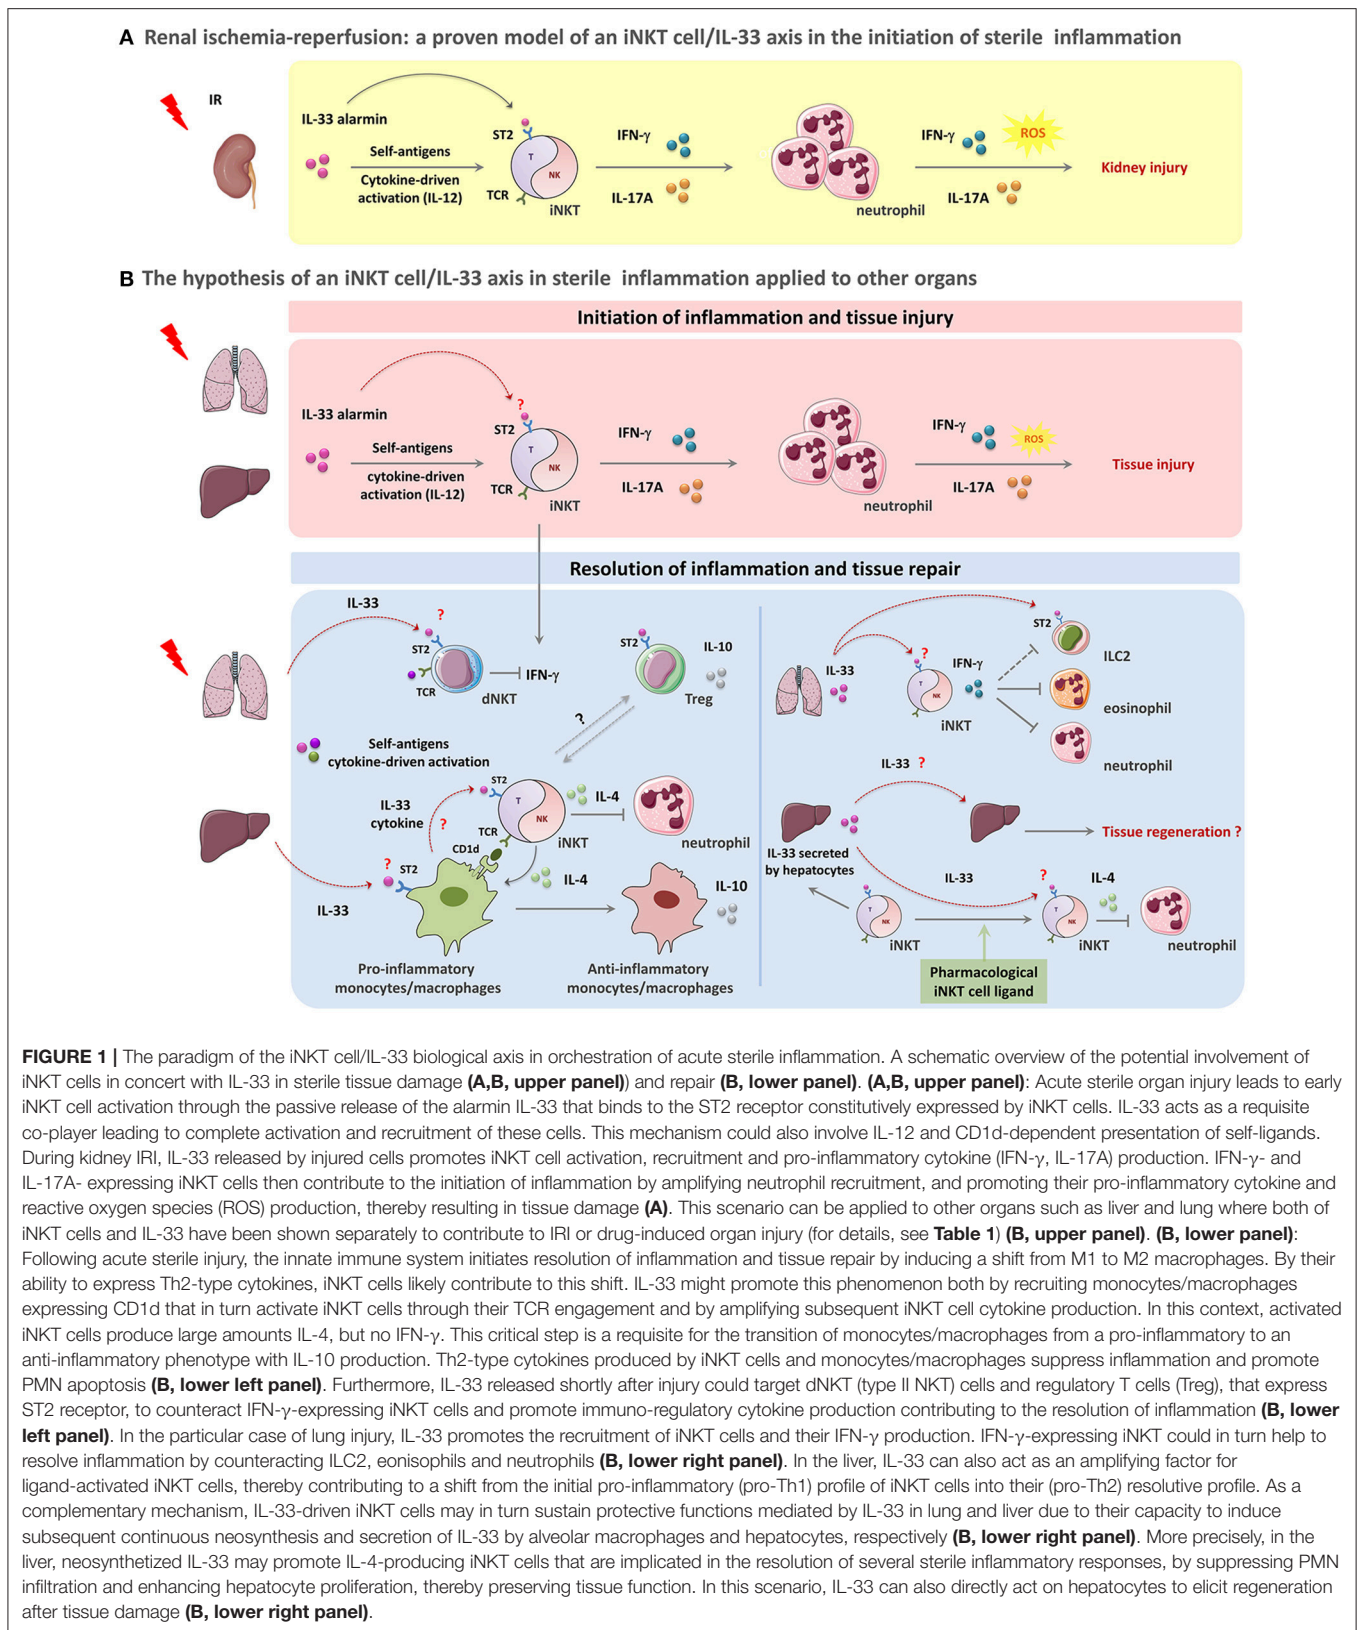 A Renal ischemia-reperfusion: a proven model of an iNKT cell/IL-33 axis in the initiation of sterile inflammation
IR
IL-33 alarmin
Self-antigens
Cytokine-driven
activation (IL-12)
ST2
T
NK
TCR
iNKT
IFN-γ
IL-17A
neutrophil
IFN-γ
ROS
IL-17A
Kidney injury
B The hypothesis of an iNKT cell/IL-33 axis in sterile inflammation applied to other organs
Initiation of inflammation and tissue injury
IL-33 alarmin
Self-antigens
cytokine-driven
activation (IL-12)
?
ST2
T
NK
TCR
iNKT
IFN-γ
IL-17A
neutrophil
IFN-γ
ROS
IL-17A
Tissue injury
Resolution of inflammation and tissue repair
IL-33
?
ST2
TCR
dNKT
IFN-γ
ST2
IL-10
Treg
?
Self-antigens
cytokine-driven activation
IL-33
cytokine
?
ST2
T
NK
TCR
CD1d
iNKT
IL-4
neutrophil
IL-4
?
ST2
IL-33
IL-10
Pro-inflammatory
monocytes/macrophages
Anti-inflammatory
monocytes/macrophages
IL-33
?
T
NK
iNKT
IFN-γ
ST2
ILC2
eosinophil
neutrophil
IL-33 ?
IL-33 secreted
by hepatocytes
Tissue regeneration ?
IL-33
T
NK
iNKT
?
T
NK
iNKT
IL-4
neutrophil
Pharmacological
iNKT cell ligand
FIGURE 1 | The paradigm of the iNKT cell/IL-33 biological axis in orchestration of acute sterile inflammation. A schematic overview of the potential involvement of
iNKT cells in concert with IL-33 in sterile tissue damage (A,B, upper panel)) and repair (B, lower panel). (A,B, upper panel): Acute sterile organ injury leads to early
iNKT cell activation through the passive release of the alarmin IL-33 that binds to the ST2 receptor constitutively expressed by iNKT cells. IL-33 acts as a requisite
co-player leading to complete activation and recruitment of these cells. This mechanism could also involve IL-12 and CD1d-dependent presentation of self-ligands.
During kidney IRI, IL-33 released by injured cells promotes iNKT cell activation, recruitment and pro-inflammatory cytokine (IFN-γ, IL-17A) production. IFN-γ- and
IL-17A- expressing iNKT cells then contribute to the initiation of inflammation by amplifying neutrophil recruitment, and promoting their pro-inflammatory cytokine and
reactive oxygen species (ROS) production, thereby resulting in tissue damage (A). This scenario can be applied to other organs such as liver and lung where both of
iNKT cells and IL-33 have been shown separately to contribute to IRI or drug-induced organ injury (for details, see Table 1) (B, upper panel). (B, lower panel):
Following acute sterile injury, the innate immune system initiates resolution of inflammation and tissue repair by inducing a shift from M1 to M2 macrophages. By their
ability to express Th2-type cytokines, iNKT cells likely contribute to this shift. IL-33 might promote this phenomenon both by recruiting monocytes/macrophages
expressing CD1d that in turn activate iNKT cells through their TCR engagement and by amplifying subsequent iNKT cell cytokine production. In this context, activated
iNKT cells produce large amounts IL-4, but no IFN-γ. This critical step is a requisite for the transition of monocytes/macrophages from a pro-inflammatory to an
anti-inflammatory phenotype with IL-10 production. Th2-type cytokines produced by iNKT cells and monocytes/macrophages suppress inflammation and promote
PMN apoptosis (B, lower left panel). Furthermore, IL-33 released shortly after injury could target dNKT (type II NKT) cells and regulatory T cells (Treg), that express
ST2 receptor, to counteract IFN-γ-expressing iNKT cells and promote immuno-regulatory cytokine production contributing to the resolution of inflammation (B, lower
left panel). In the particular case of lung injury, IL-33 promotes the recruitment of iNKT cells and their IFN-γ production. IFN-γ-expressing iNKT could in turn help to
resolve inflammation by counteracting ILC2, eonisophils and neutrophils (B, lower right panel). In the liver, IL-33 can also act as an amplifying factor for
ligand-activated iNKT cells, thereby contributing to a shift from the initial pro-inflammatory (pro-Th1) profile of iNKT cells into their (pro-Th2) resolutive profile. As a
complementary mechanism, IL-33-driven iNKT cells may in turn sustain protective functions mediated by IL-33 in lung and liver due to their capacity to induce
subsequent continuous neosynthesis and secretion of IL-33 by alveolar macrophages and hepatocytes, respectively (B, lower right panel). More precisely, in the
liver, neosynthetized IL-33 may promote IL-4-producing iNKT cells that are implicated in the resolution of several sterile inflammatory responses, by suppressing PMN
infiltration and enhancing hepatocyte proliferation, thereby preserving tissue function. In this scenario, IL-33 can also directly act on hepatocytes to elicit regeneration
after tissue damage (B, lower right panel).